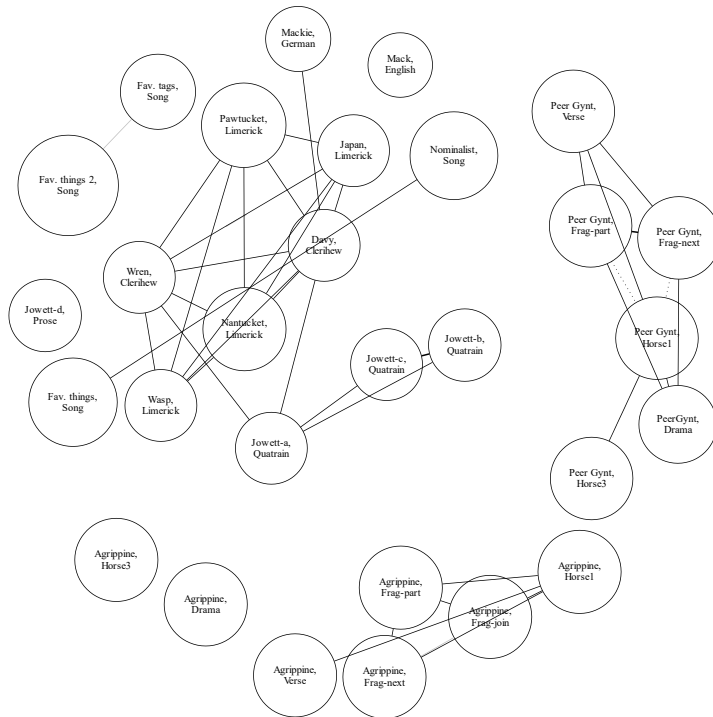 Mackie,
German
Mack,
English
Fav. tags,
Song
Pawtucket,
Limerick
Peer Gynt,
Verse
Japan,
Limerick
Nominalist,
Song
Fav. things 2,
Song
Peer Gynt,
Frag-part
Peer Gynt,
Frag-next
Davy,
Clerihew
Wren,
Clerihew
Jowett-d,
Prose
Nantucket,
Limerick
Peer Gynt,
Horse1
Jowett-b,
Quatrain
Jowett-c,
Quatrain
Fav. things,
Song
Wasp,
Limerick
PeerGynt,
Drama
Jowett-a,
Quatrain
Peer Gynt,
Horse3
Agrippine,
Horse3
Agrippine,
Horse1
Agrippine,
Frag-part
Agrippine,
Drama
Agrippine,
Frag-join
Agrippine,
Verse
Agrippine,
Frag-next